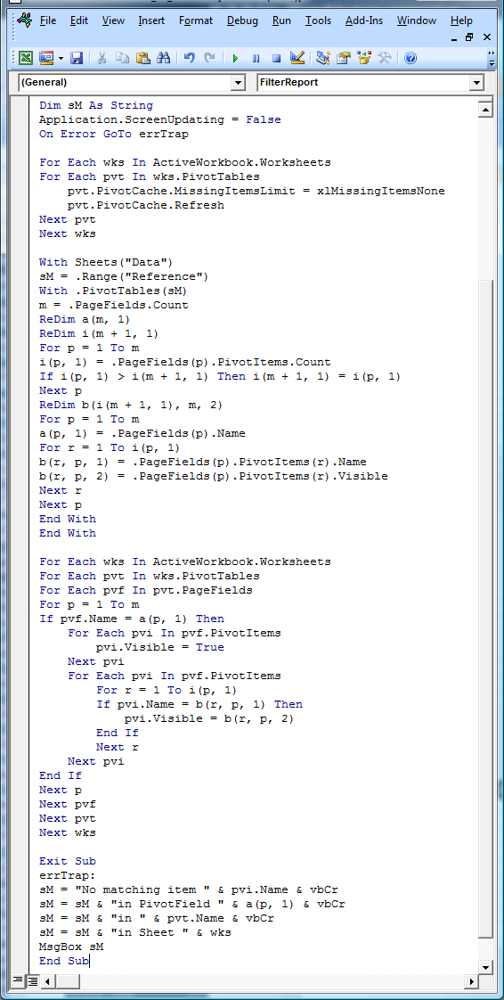 File Edit View Insert Format Debug Run Tools Add-Ins Window Help
(General) FilterReport
Dim sM As String
Application.ScreenUpdating = False
On Error GoTo errTrap
For Each wks In ActiveWorkbook.Worksheets
For Each pvt In wks.PivotTables
pvt.PivotCache.MissingItemsLimit = xlMissingItemsNone
pvt.PivotCache.Refresh
Next pvt
Next wks
With Sheets("Data")
sM = .Range("Reference")
With .PivotTables(sM)
m = .PageFields.Count
ReDim a(m, 1)
ReDim i(m + 1, 1)
For p = 1 To m
i(p, 1) = .PageFields(p).PivotItems.Count
If i(p, 1) > i(m + 1, 1) Then i(m + 1, 1) = i(p, 1)
Next p
ReDim b(i(m + 1, 1), m, 2)
For p = 1 To m
a(p, 1) = .PageFields(p).Name
For r = 1 To i(p, 1)
b(r, p, 1) = .PageFields(p).PivotItems(r).Name
b(r, p, 2) = .PageFields(p).PivotItems(r).Visible
Next r
Next p
End With
End With
For Each wks In ActiveWorkbook.Worksheets
For Each pvt In wks.PivotTables
For Each pvf In pvt.PageFields
For p = 1 To m
If pvf.Name = a(p, 1) Then
For Each pvi In pvf.PivotItems
pvi.Visible = True
Next pvi
For Each pvi In pvf.PivotItems
For r = 1 To i(p, 1)
If pvi.Name = b(r, p, 1) Then
pvi.Visible = b(r, p, 2)
End If
Next r
Next pvi
End If
Next p
Next pvf
Next pvt
Next wks
Exit Sub
errTrap:
sM = "No matching item " & pvi.Name & vbCr
sM = sM & "in PivotField " & a(p, 1) & vbCr
sM = sM & "in " & pvt.Name & vbCr
sM = sM & "in Sheet " & wks
MsgBox sM
End Sub